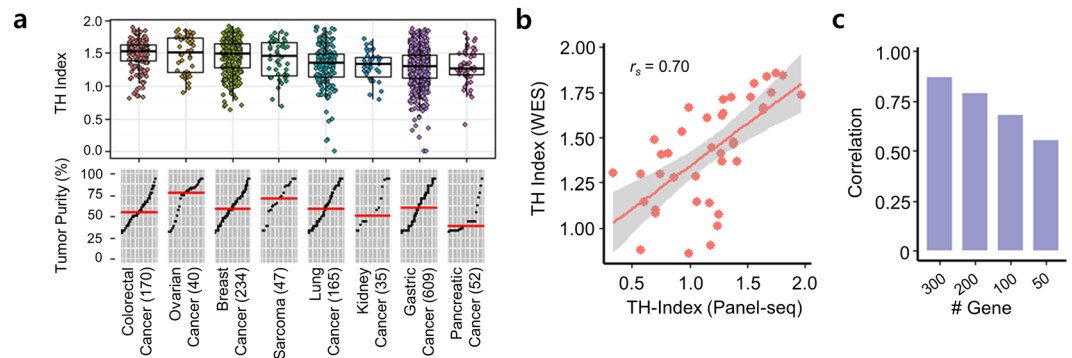 a
TH Index
2.0
1.5
1.0
0.5
0.0
Tumor Purity (%)
100
75
50
25
0
Colorectal
Cancer (170)
Ovarian
Cancer (40)
Breast
Cancer (234)
Sarcoma (47)
Lung
Cancer (165)
Kidney
Cancer (35)
Gastric
Cancer (609)
Pancreatic
Cancer (52)
b
TH Index (WES)
2.00
1.75
1.50
1.25
1.00
rs = 0.70
0.5
1.0
1.5
2.0
TH-Index (Panel-seq)
c
Correlation
1.00
0.75
0.50
0.25
0
300
200
100
50
# Gene